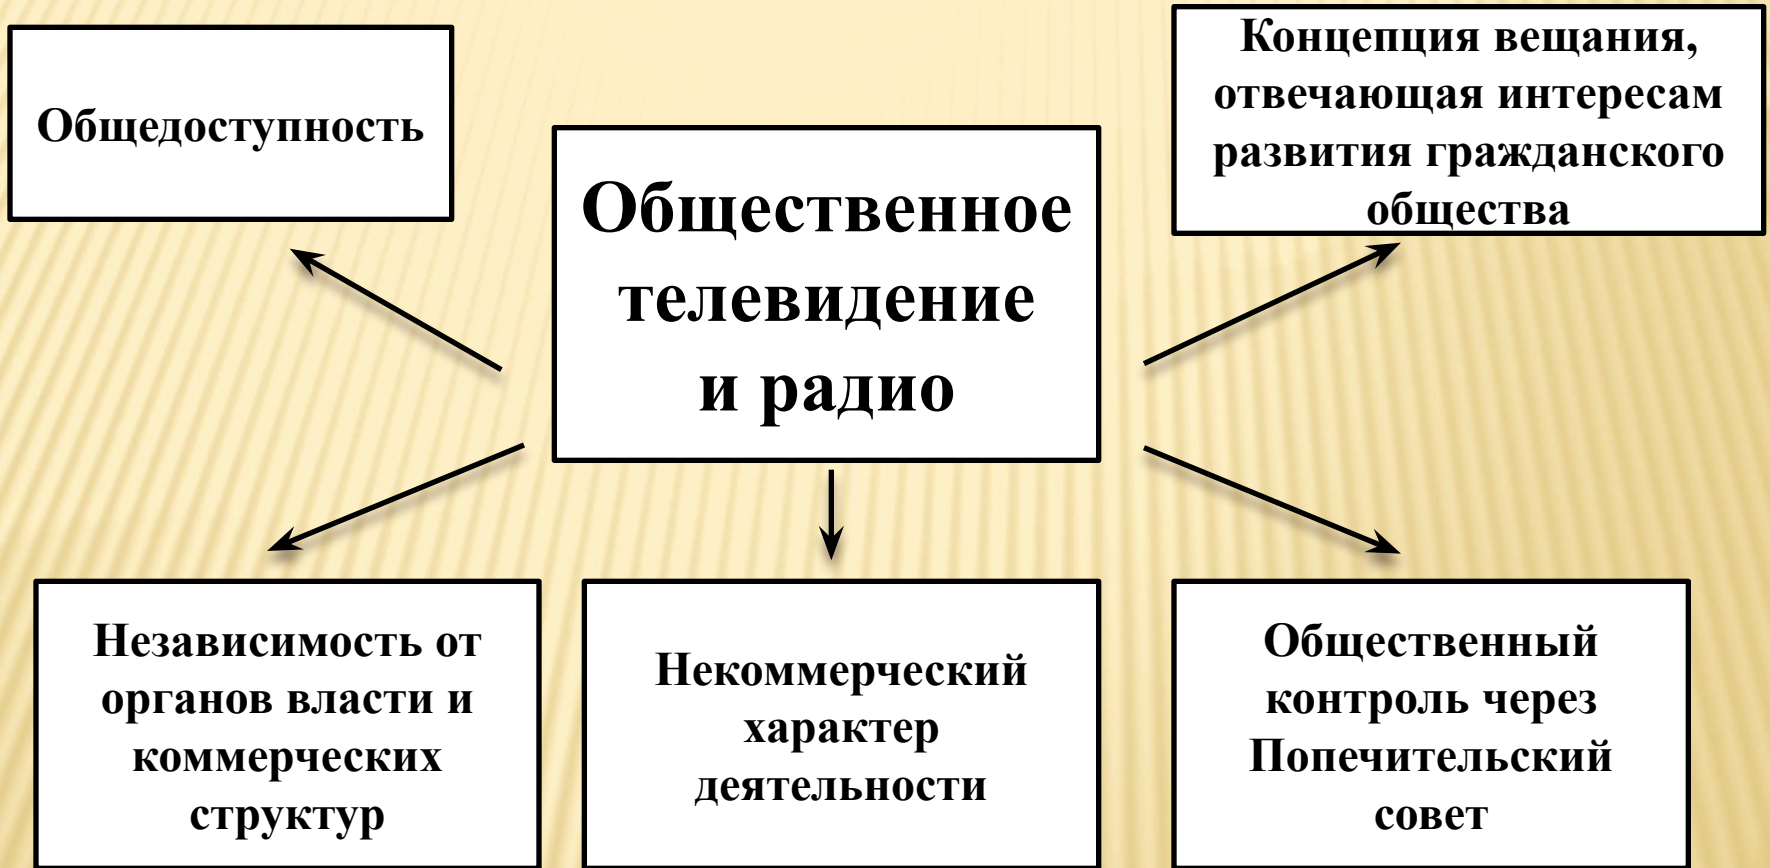 Общедоступность
Концепция вещания,
отвечающая интересам
развития гражданского
общества
Общественное
телевидение
и радио
Независимость от
органов власти и
коммерческих
структур
Некоммерческий
характер
деятельности
Общественный
контроль через
Попечительский
совет